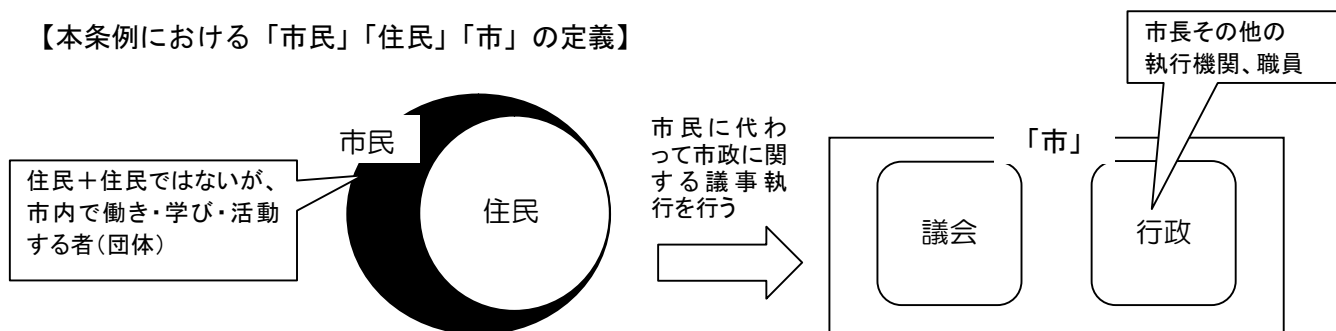 【本条例における「市民」「住民」「市」の定義】
市長その他の
執行機関、職員
市民
住民＋住民ではないが、
市内で働き・学び・活動
する者(団体)
住民
市民に代わ
って市政に関
する議事執
行を行う
「市」
議会
行政